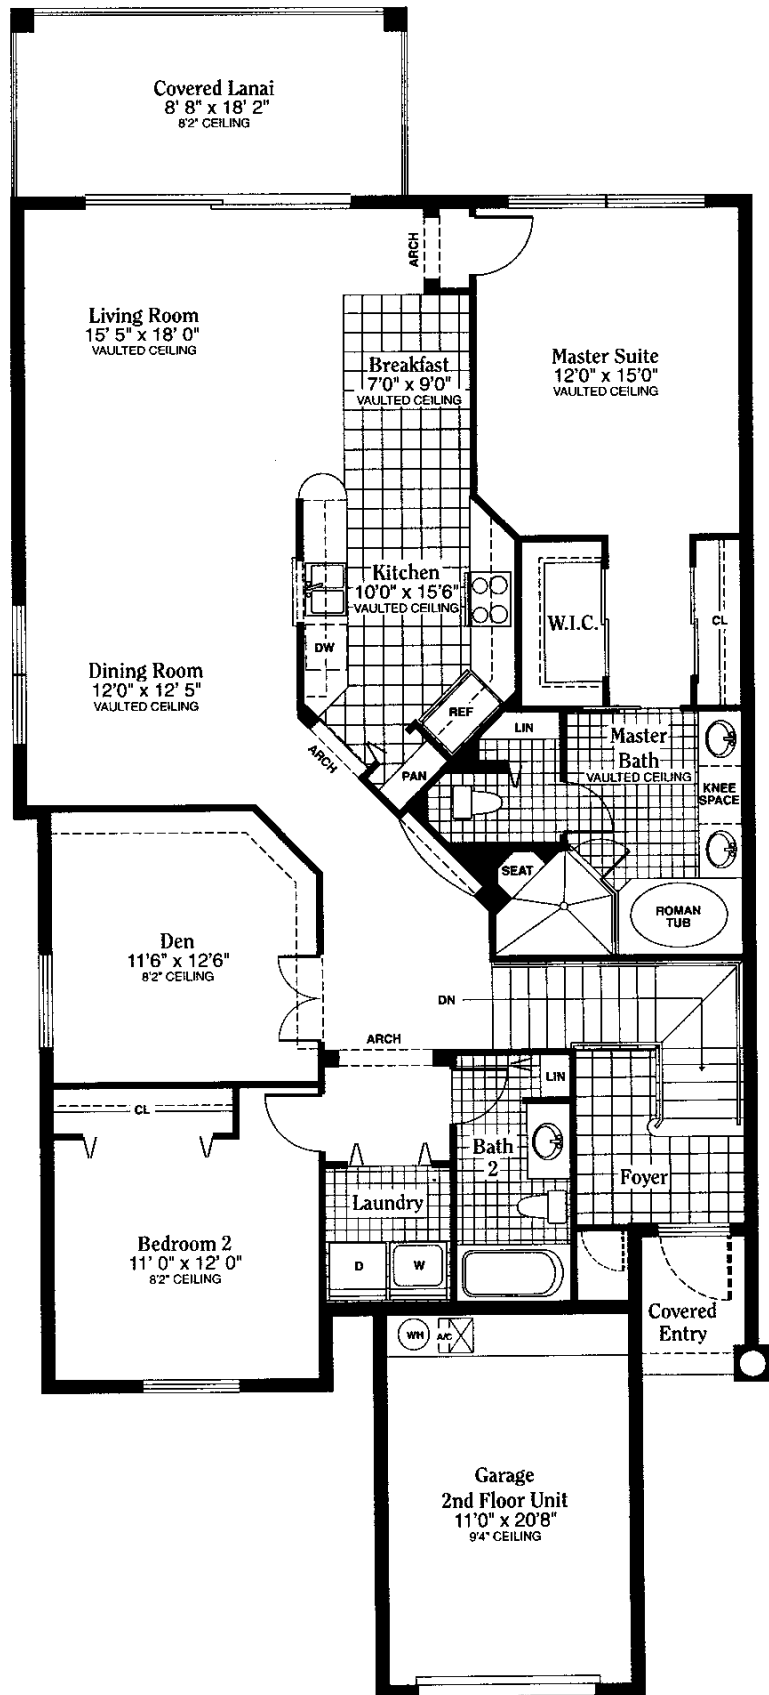 Covered Lanai
8' 8" x 18' 2"
8'2" CEILING
ARCH
Living Room
15' 5" x 18' 0"
VAULTED CEILING
Breakfast
7'0" x 9'0"
VAULTED CEILING
Master Suite
12'0" x 15'0"
VAULTED CEILING
Kitchen
10'0" x 15'6"
VAULTED CEILING
W.I.C.
CL
DW
Dining Room
12'0" x 12' 5"
VAULTED CEILING
REF
LIN
Master
Bath
VAULTED CEILING
ARCH
PAN
KNEE
SPACE
SEAT
ROMAN
TUB
Den
11'6" x 12'6"
8'2" CEILING
DN
ARCH
LIN
CL
Bath
2
Foyer
Laundry
Bedroom 2
11' 0" x 12' 0"
8'2" CEILING
D
W
Covered
Entry
WH
A/C
Garage
2nd Floor Unit
11'0" x 20'8"
9'4" CEILING